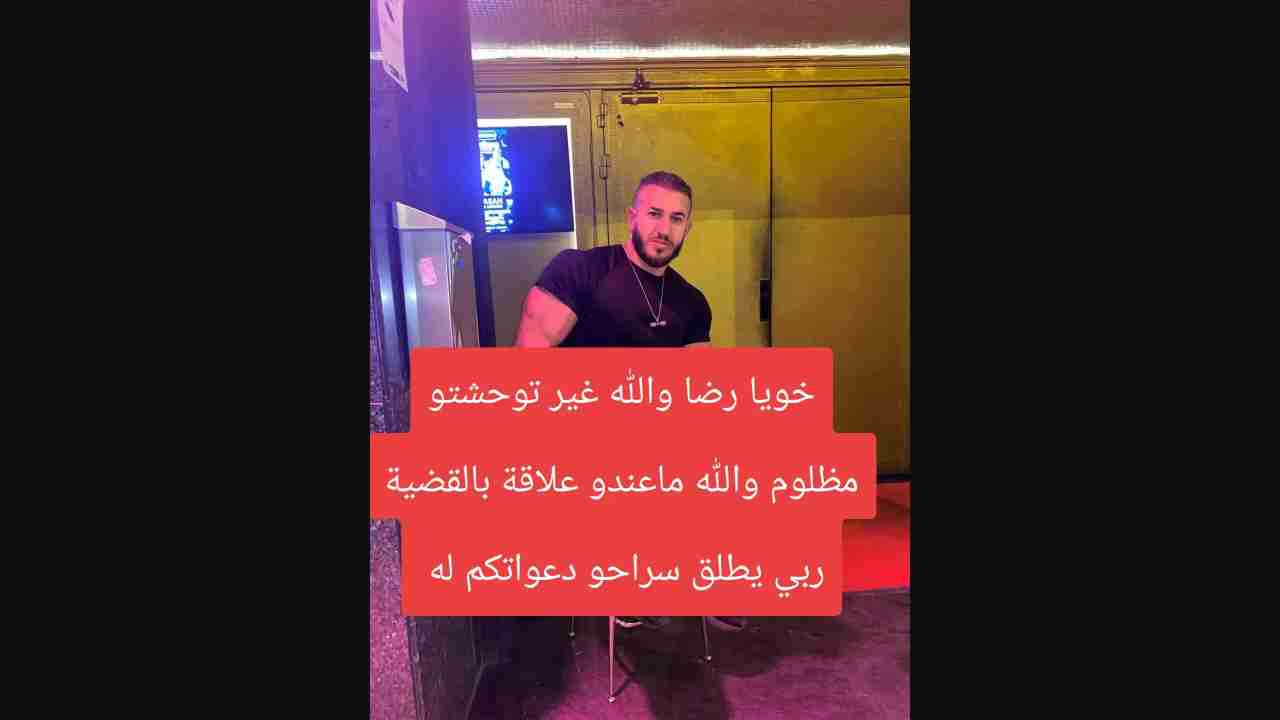 خويا رضا والله غير توحشتو
مظلوم والله ماعندو علاقة بالقضية
ربي يطلق سراحو دعواتكم له